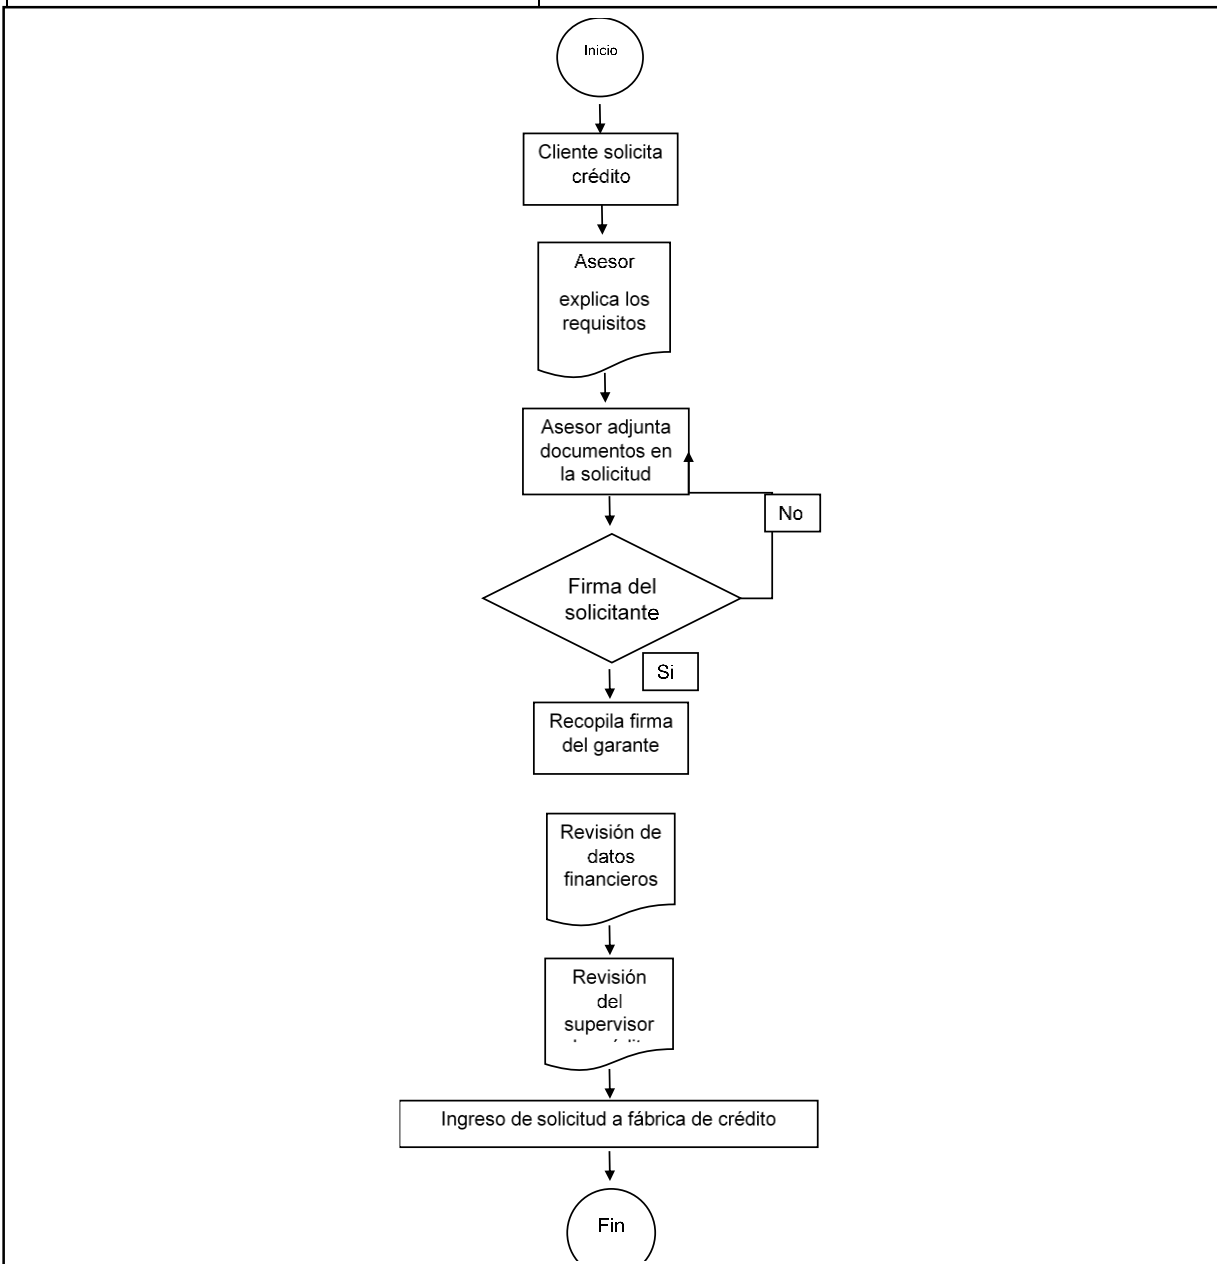 Inicio
Cliente solicita
crédito
Asesor
explica los
requisitos
Asesor adjunta
documentos en
la solicitud
No
Firma del
solicitante
Si
Recopila firma
del garante
Revisión de
datos
financieros
Revisión
del
supervisor
Ingreso de solicitud a fábrica de crédito
Fin